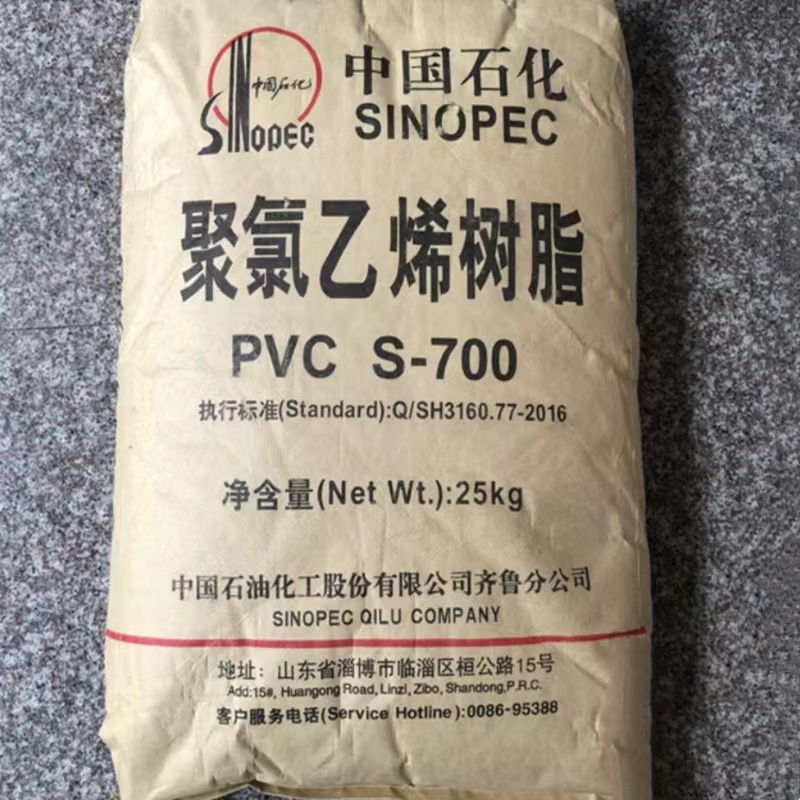 中国石化
SINOPEC
中国石化
SINOPEC
聚氯乙烯树脂
PVC S-700
执行标准(Standard):Q/SH3160.77-2016
净含量(Net Wt.):25kg
中国石油化工股份有限公司齐鲁分公司
SINOPEC QILU COMPANY
地址：山东省淄博市临淄区桓公路15号
Add:15#, Huangong Road, Linzi, Zibo, Shandong,P.R.C.
客户服务电话(Service Hotline):0086-95388